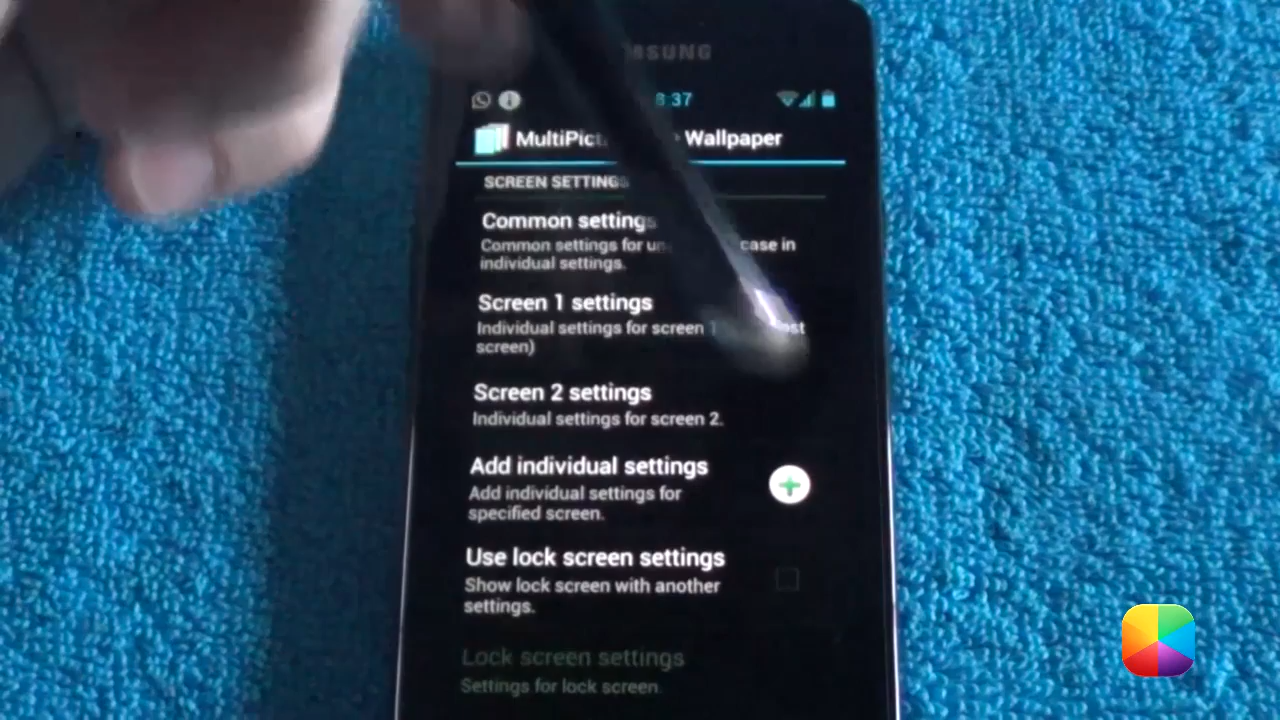 SUNG
8:37
MultiPict Wallpaper
SCREEN SETTINGS
Common settings
Common settings for case in
individual settings.
Screen 1 settings
Individual settings for screen 1
screen)
Screen 2 settings
Individual settings for screen 2.
Add individual settings
Add individual settings for
specified screen.
Use lock screen settings
Show lock screen with another
settings.
Lock screen settings
Settings for lock screen.